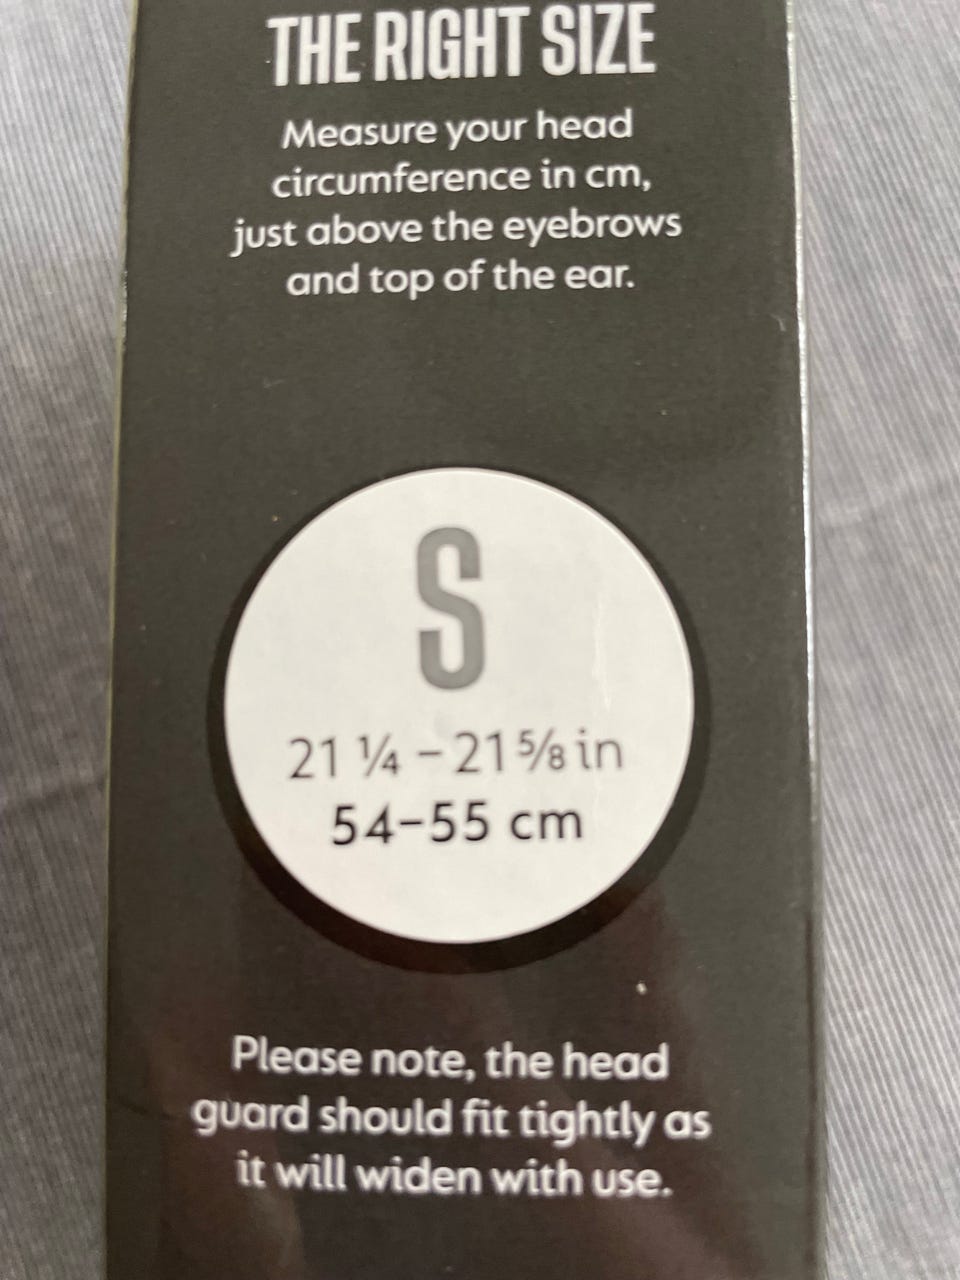 THE RIGHT SIZE
Measure your head
circumference in cm,
just above the eyebrows
and top of the ear.
S
21 ¼ – 21 ⅝ in
54–55 cm
Please note, the head
guard should fit tightly as
it will widen with use.